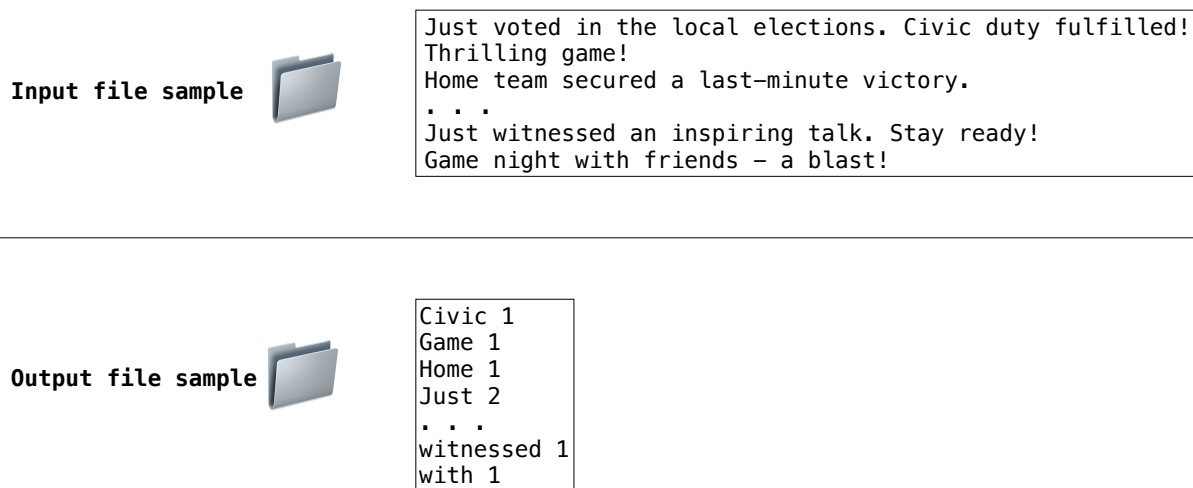 Input file sample
Just voted in the local elections. Civic duty fulfilled!
Thrilling game!
Home team secured a last-minute victory.
. . .
Just witnessed an inspiring talk. Stay ready!
Game night with friends – a blast!
Output file sample
Civic 1
Game 1
Home 1
Just 2
. . .
witnessed 1
with 1